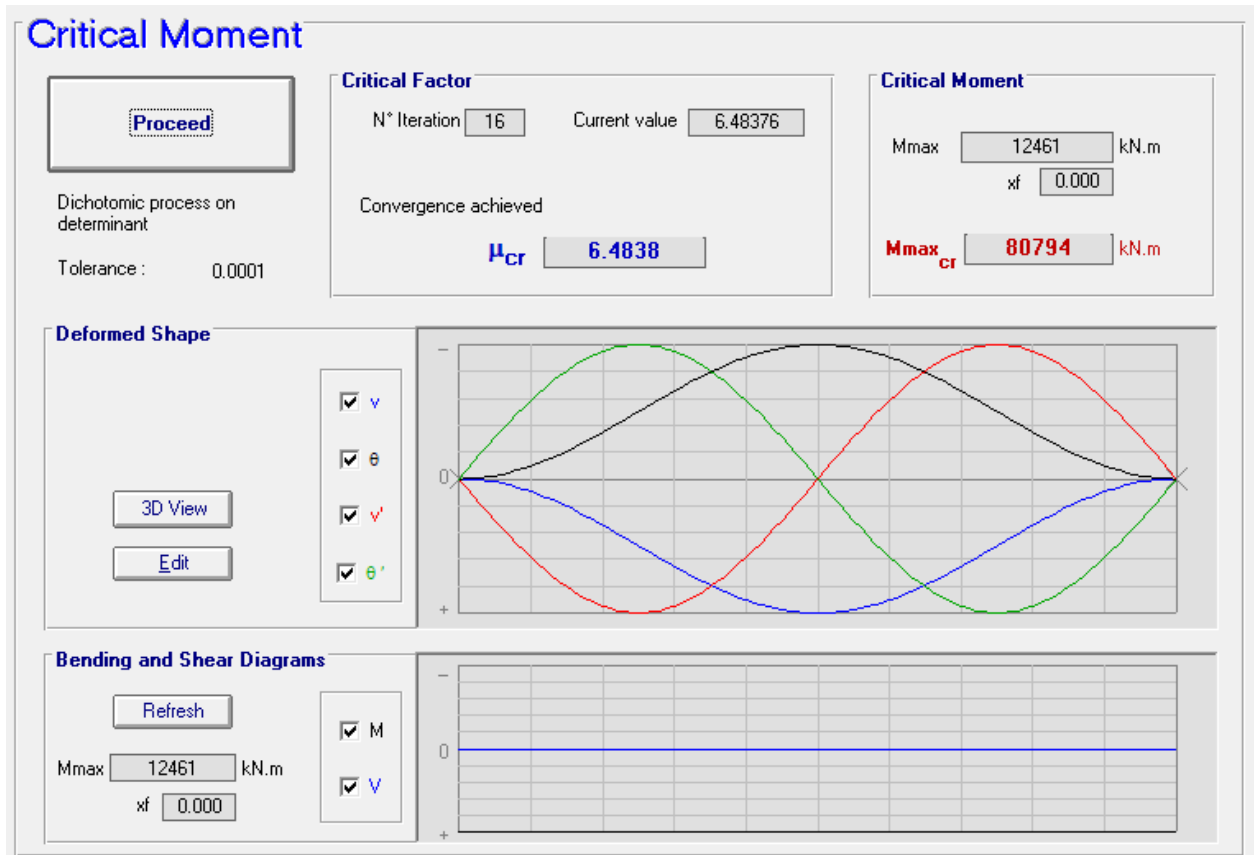 Critical Moment
Proceed
Dichotomic process on
determinant
Tolerance : 0.0001
Critical Factor
N° Iteration 16 Current value 6.48376
Convergence achieved
μcr 6.4838
Critical Moment
Mmax 12461 kN.m
xf 0.000
Mmaxcr 80794 kN.m
Deformed Shape
v
θ
v'
θ'
3D View
Edit
−
0
+
Bending and Shear Diagrams
Refresh
Mmax 12461 kN.m
xf 0.000
M
V
−
0
+